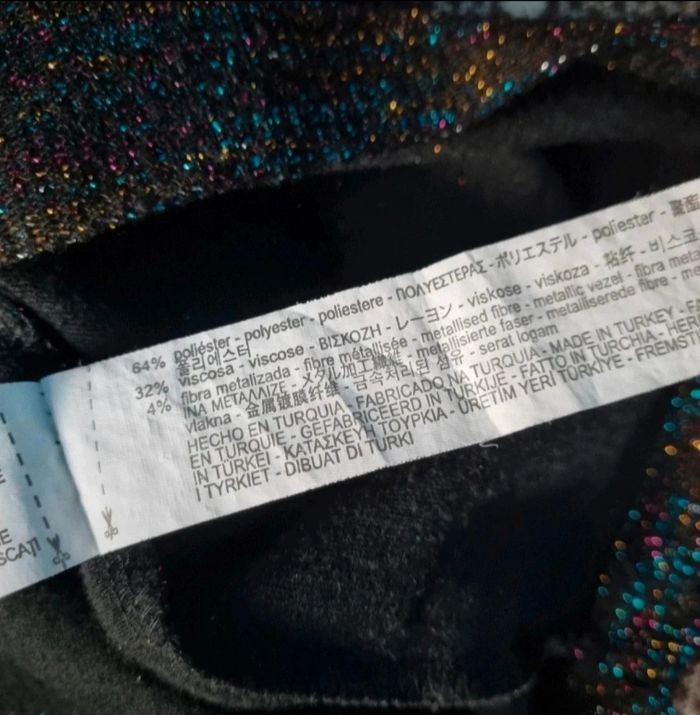 64% poliéster - polyester - poliestere - ΠΟΛΥΕΣΤΕΡΑΣ - ポリエステル - poliester - 聚酯
폴리에스터
32% viscosa - viscose - ΒΙΣΚΟΖΗ - レーヨン - viskose - viskoza - 粘纤 - 비스코
4% fibra metalizada - fibre métallisée - metallised fibre - metallic vezel - fibra meta
ΙΝΑ ΜΕΤΑΛΛΙΖΕ - メタル加工繊維 - metallisierte faser - metalliserede fibre - m
vlakna - 金属镀膜纤维 - 금속처리된 섬유 - serat logam
HECHO EN TURQUIA - FABRICADO NA TURQUIA - MADE IN TURKEY - F
EN TURQUIE - GEFABRICEERD IN TURKIJE - FATTO IN TURCHIA - HER
IN TÜRKEI - ΚΑΤΑΣΚΕΥΗ ΤΟΥΡΚΙΑ - ÜRETİM YERİ TÜRKİYE - FREMST
I TYRKIET - DIBUAT DI TURKI
E
E
SCATI